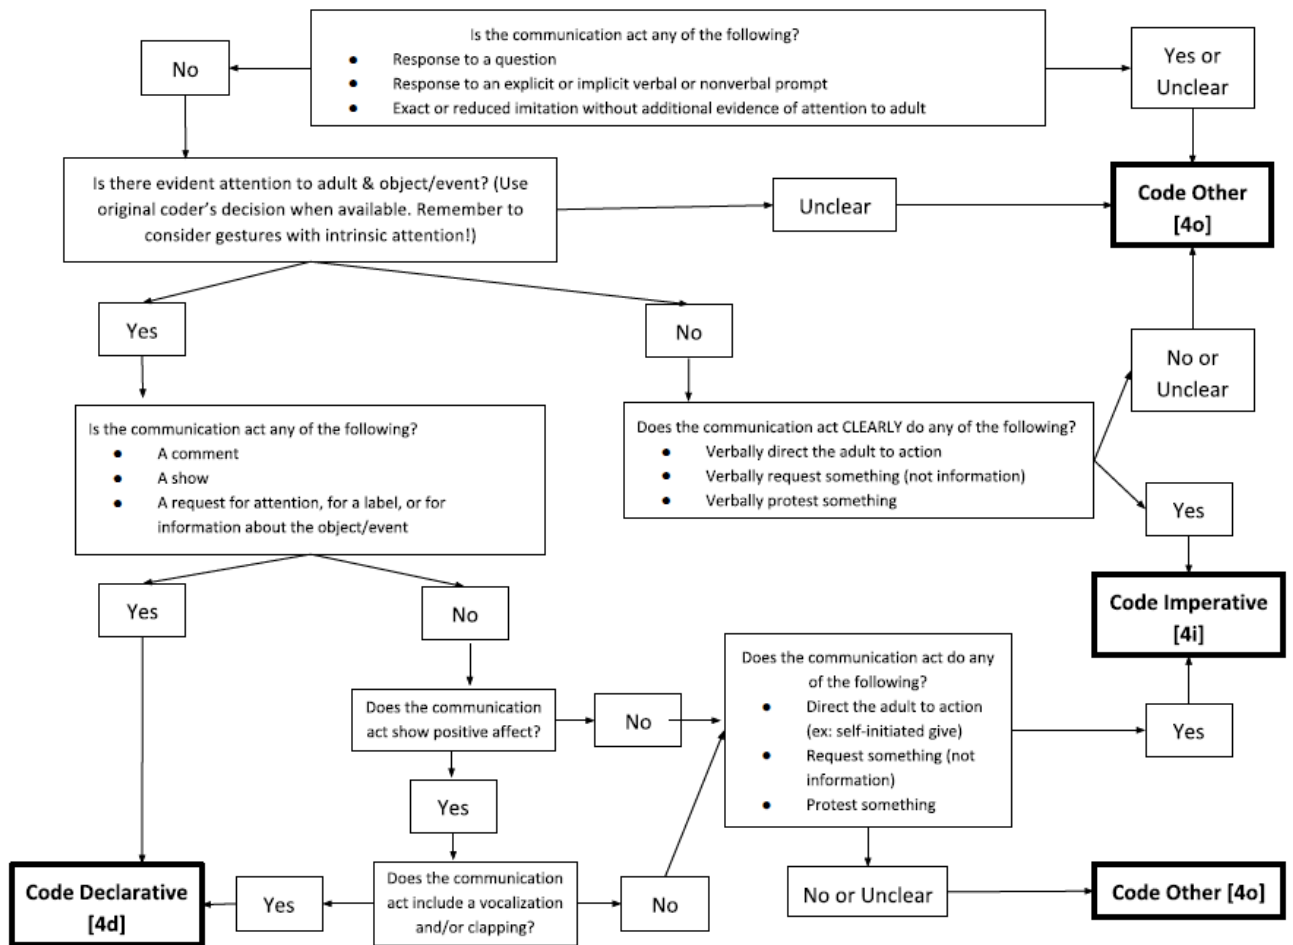 Is the communication act any of the following?
● Response to a question
● Response to an explicit or implicit verbal or nonverbal prompt
● Exact or reduced imitation without additional evidence of attention to adult
No
Yes or
Unclear
Is there evident attention to adult & object/event? (Use
original coder's decision when available. Remember to
consider gestures with intrinsic attention!)
Unclear
Code Other
[4o]
Yes
No
No or
Unclear
Is the communication act any of the following?
● A comment
● A show
● A request for attention, for a label, or for
information about the object/event
Does the communication act CLEARLY do any of the following?
● Verbally direct the adult to action
● Verbally request something (not information)
● Verbally protest something
Yes
Code Imperative
[4i]
Yes
No
Does the communication act do any
of the following?
● Direct the adult to action
(ex: self-initiated give)
● Request something (not
information)
● Protest something
Yes
Does the communication
act show positive affect?
No
Yes
Does the communication
act include a vocalization
and/or clapping?
Yes
No
Code Declarative
[4d]
No or Unclear
Code Other [4o]